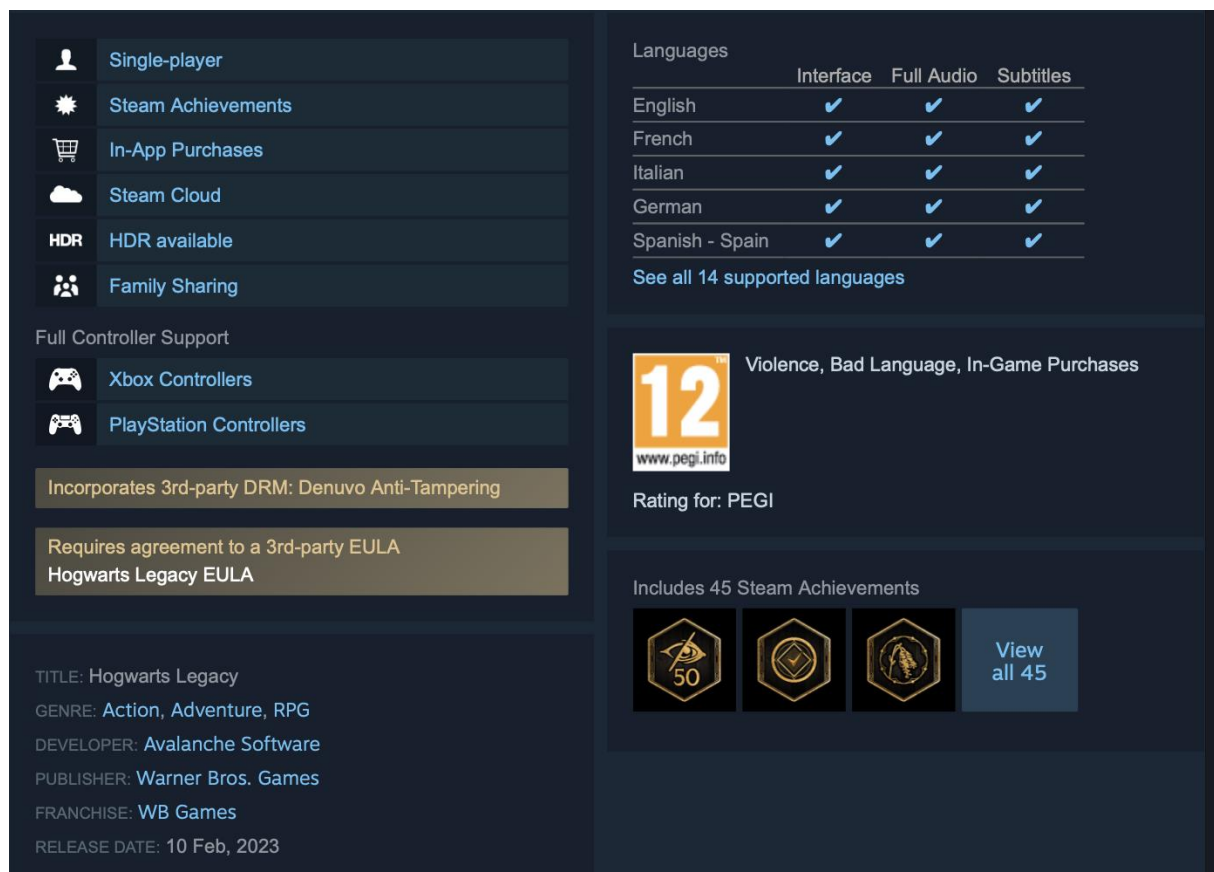 Single-player
Steam Achievements
In-App Purchases
Steam Cloud
HDR HDR available
Family Sharing
Full Controller Support
Xbox Controllers
PlayStation Controllers
Incorporates 3rd-party DRM: Denuvo Anti-Tampering
Requires agreement to a 3rd-party EULA
Hogwarts Legacy EULA
TITLE: Hogwarts Legacy
GENRE: Action, Adventure, RPG
DEVELOPER: Avalanche Software
PUBLISHER: Warner Bros. Games
FRANCHISE: WB Games
RELEASE DATE: 10 Feb, 2023
Languages
Interface Full Audio Subtitles
English ✔ ✔ ✔
French ✔ ✔ ✔
Italian ✔ ✔ ✔
German ✔ ✔ ✔
Spanish - Spain ✔ ✔ ✔
See all 14 supported languages
12 TM
www.pegi.info
Violence, Bad Language, In-Game Purchases
Rating for: PEGI
Includes 45 Steam Achievements
50
View
all 45